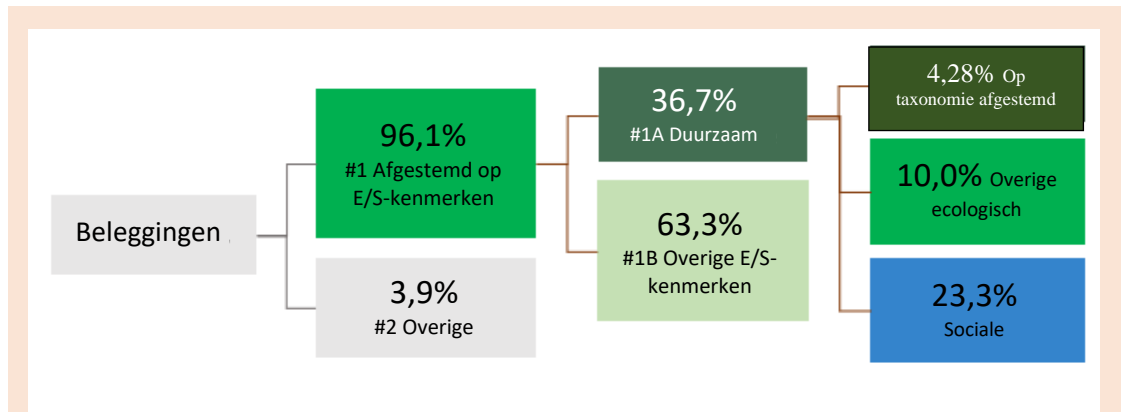 Beleggingen
96,1%
#1 Afgestemd op
E/S-kenmerken
3,9%
#2 Overige
36,7%
#1A Duurzaam
63,3%
#1B Overige E/S-
kenmerken
4,28% Op
taxonomie afgestemd
10,0% Overige
ecologisch
23,3%
Sociale